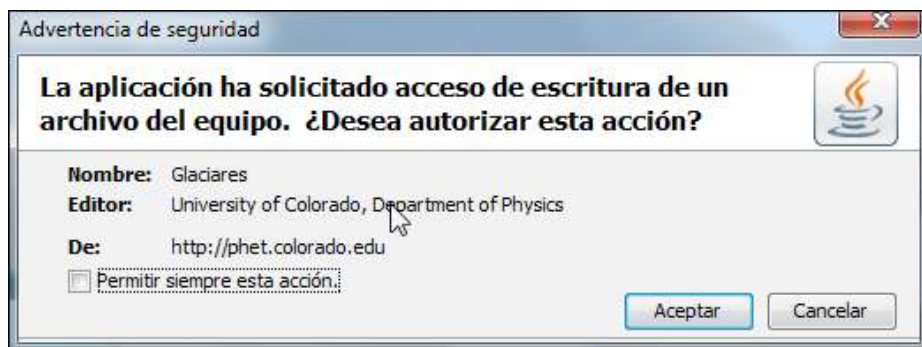 Advertencia de seguridad
La aplicación ha solicitado acceso de escritura de un
archivo del equipo. ¿Desea autorizar esta acción?
Nombre: Glaciares
Editor: University of Colorado, Department of Physics
De: http://phet.colorado.edu
Permitir siempre esta acción.
Aceptar Cancelar